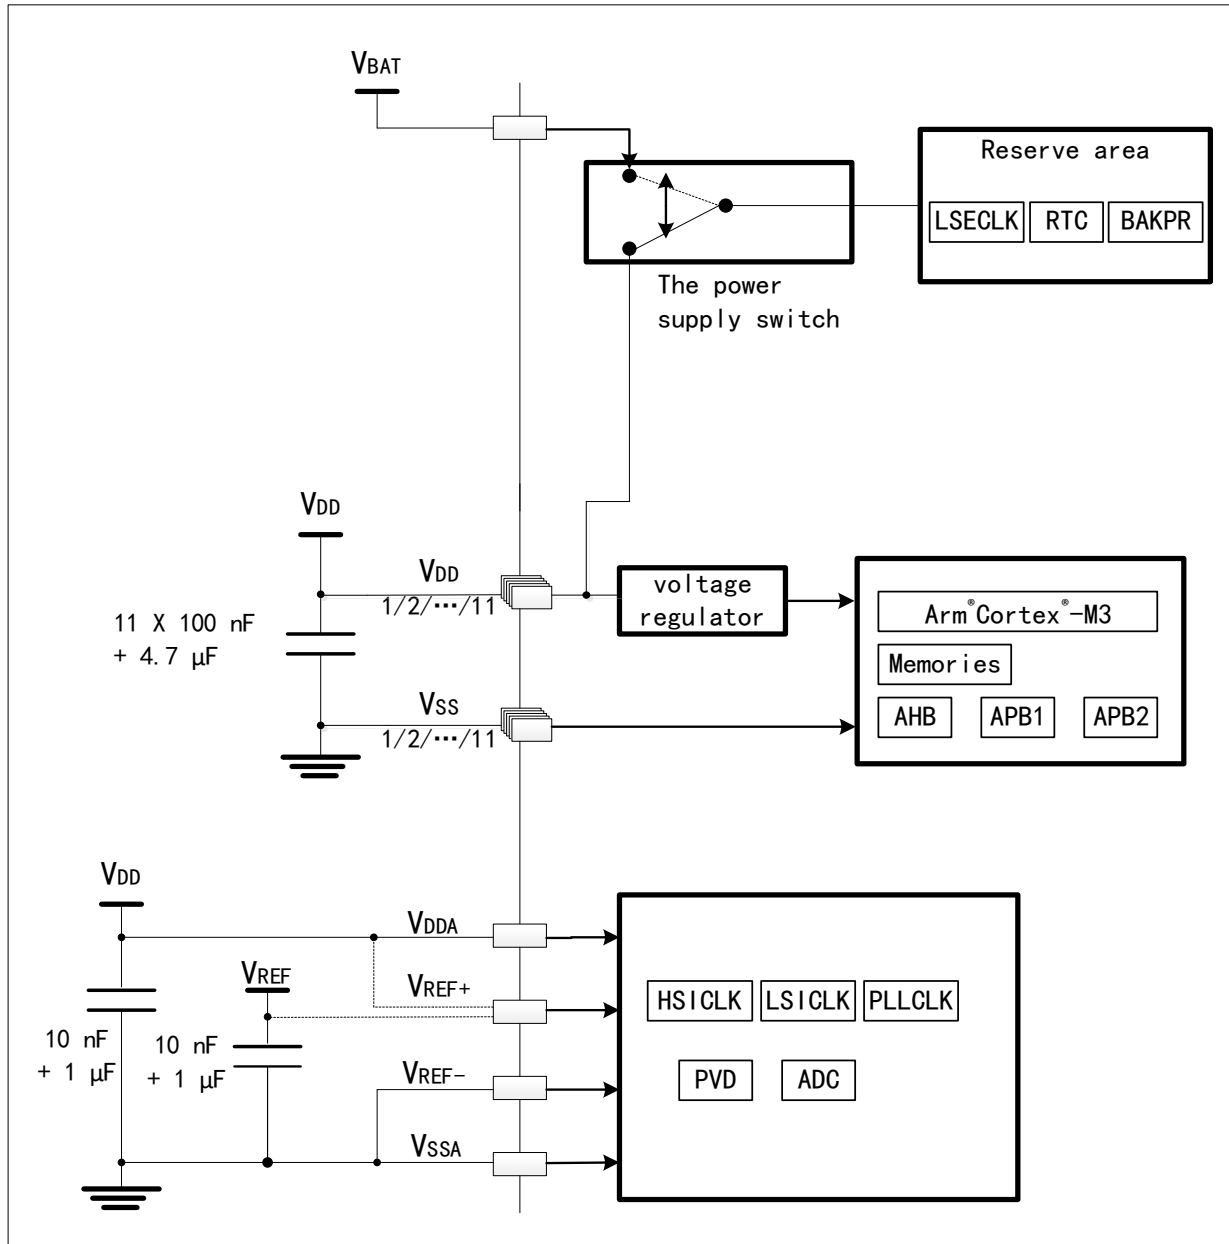 VBAT
Reserve area
LSECLK RTC BAKPR
The power
supply switch
VDD
VDD
1/2/…/11
voltage
regulator
11 X 100 nF
+ 4.7 μF
Arm®Cortex®-M3
Memories
VSS
1/2/…/11
AHB APB1 APB2
VDD
VDDA
VREF
VREF+
HSICLK LSICLK PLLCLK
10 nF
+ 1 μF
10 nF
+ 1 μF
VREF-
PVD ADC
VSSA